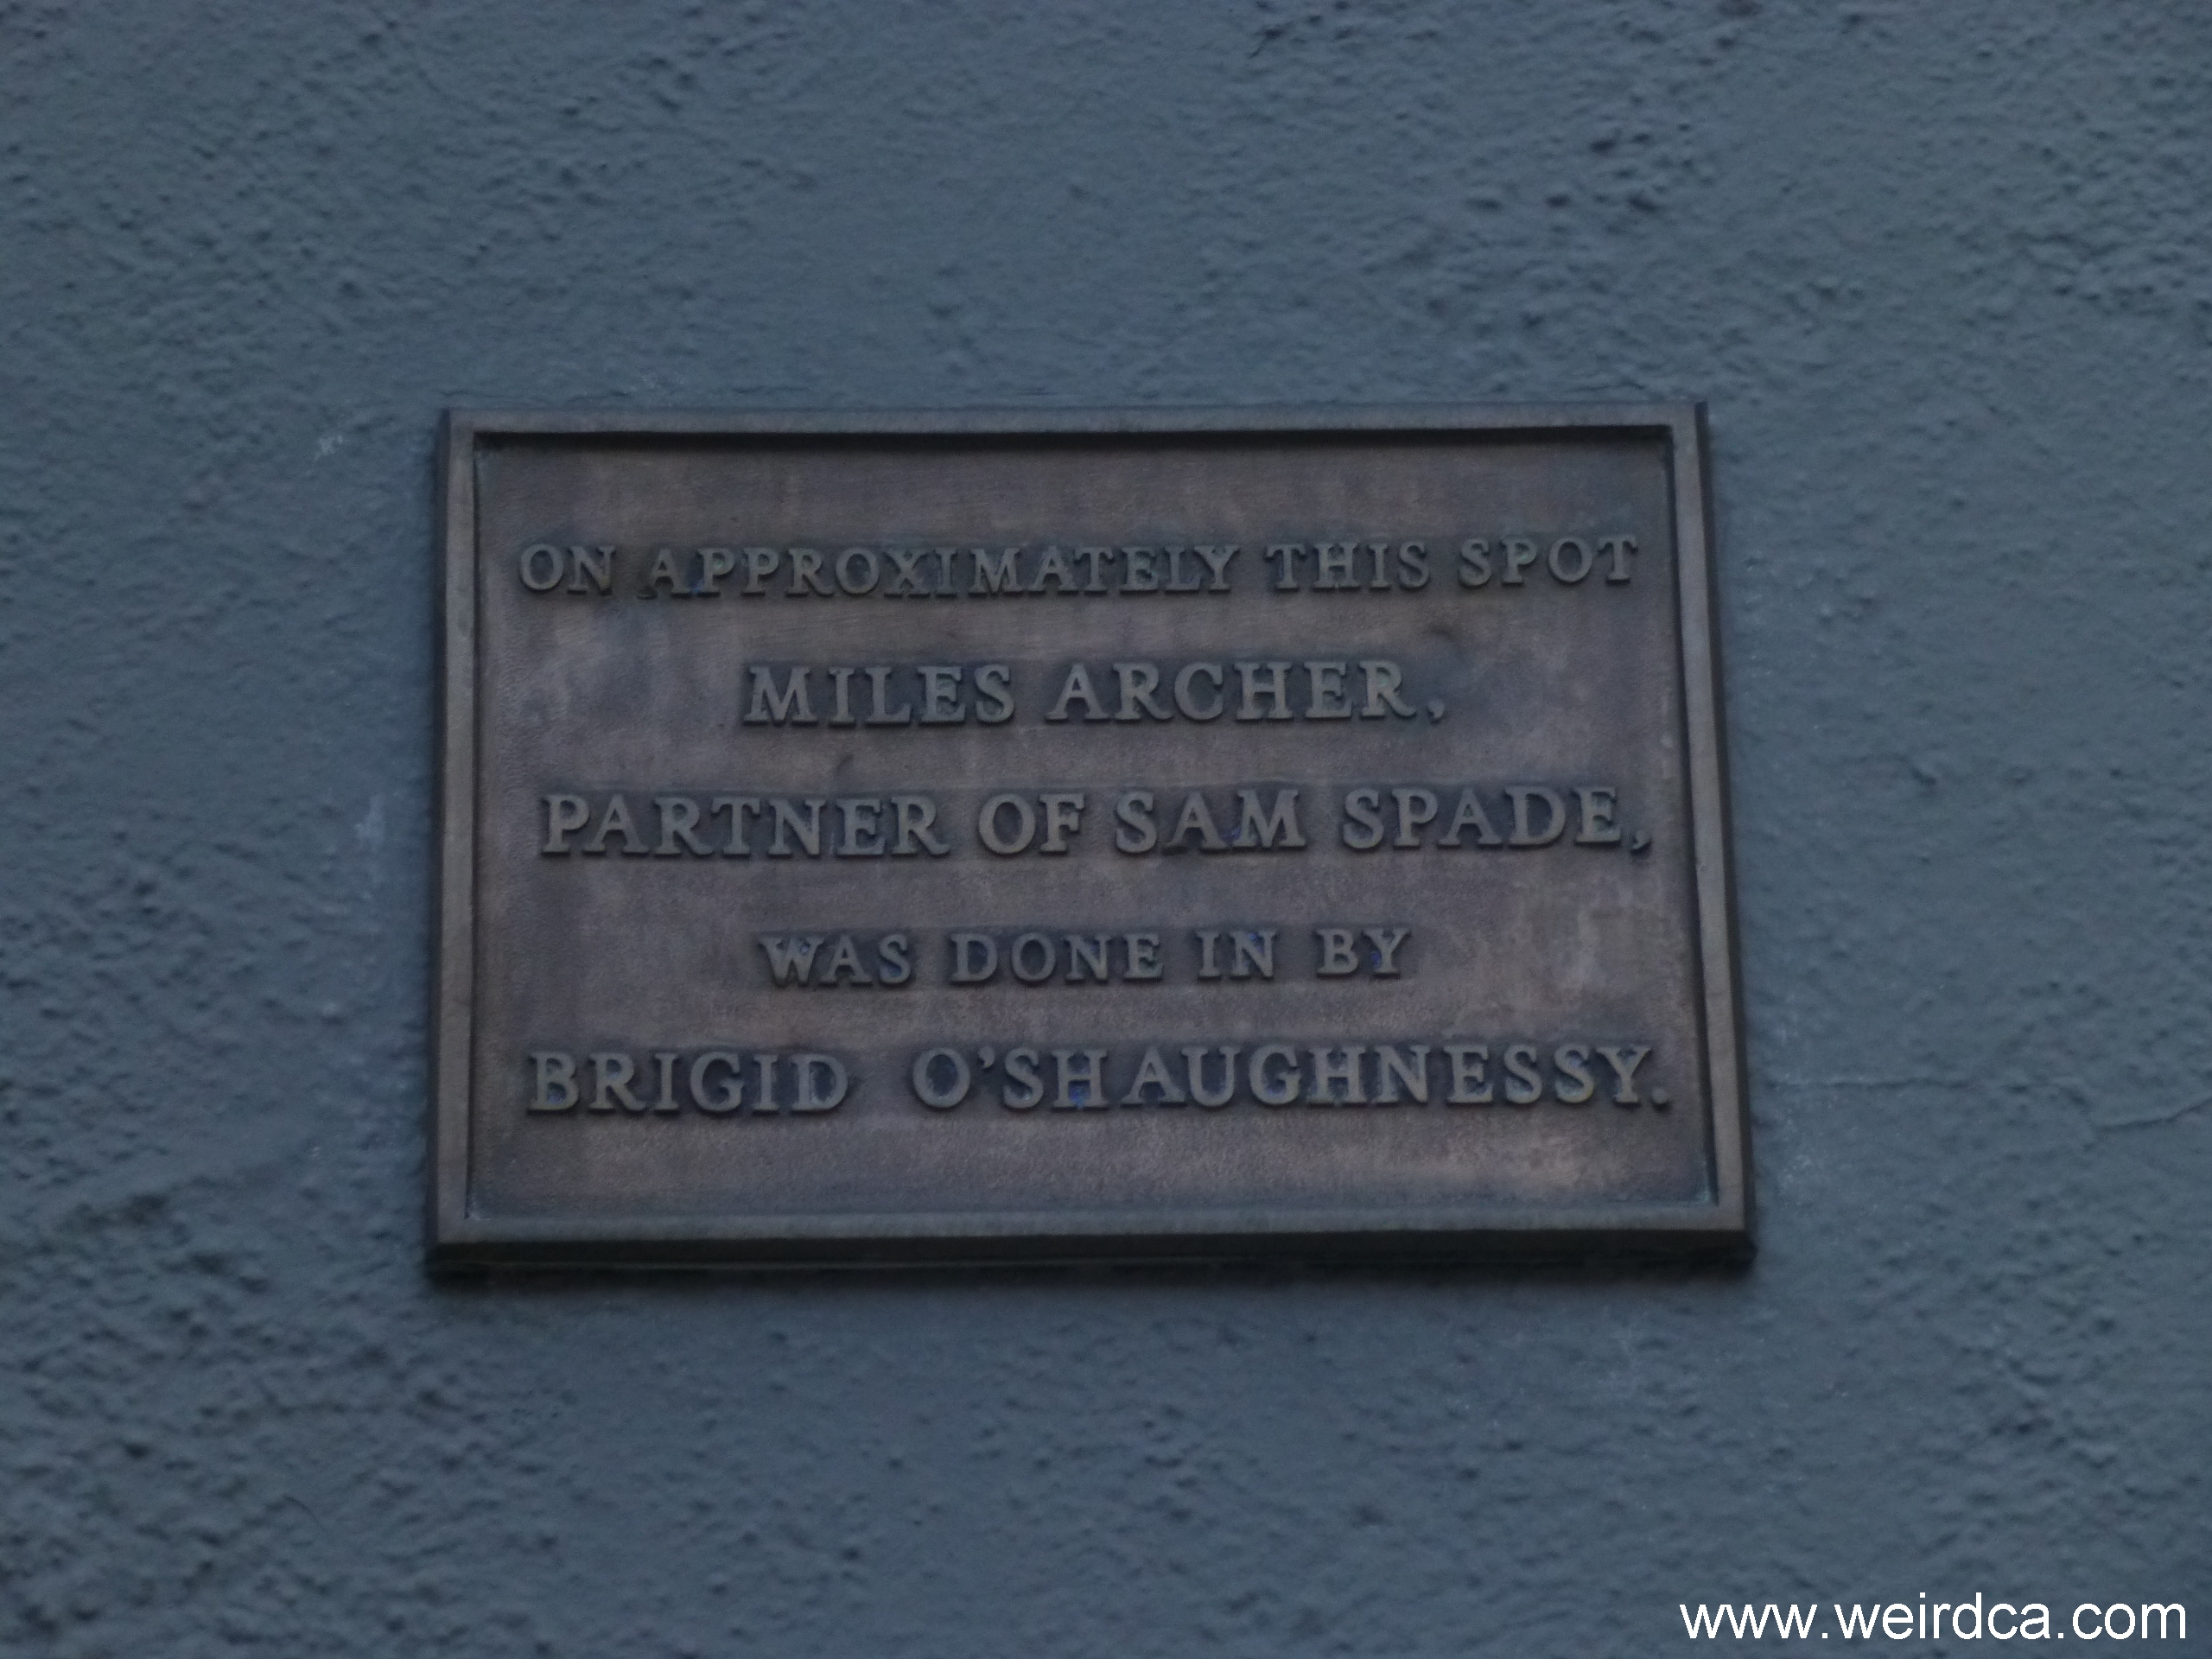 ON APPROXIMATELY THIS SPOT
MILES ARCHER,
PARTNER OF SAM SPADE,
WAS DONE IN BY
BRIGID O'SHAUGHNESSY.
www.weirdca.com